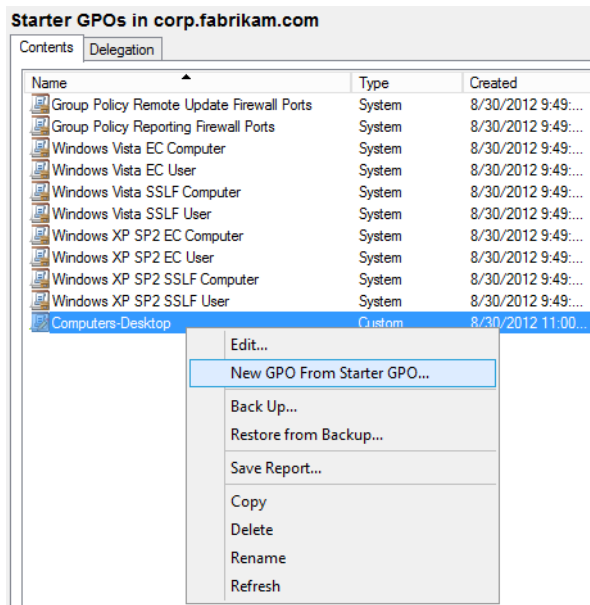 Starter GPOs in corp.fabrikam.com
Contents Delegation
Name Type Created
Group Policy Remote Update Firewall Ports System 8/30/2012 9:49:...
Group Policy Reporting Firewall Ports System 8/30/2012 9:49:...
Windows Vista EC Computer System 8/30/2012 9:49:...
Windows Vista EC User System 8/30/2012 9:49:...
Windows Vista SSLF Computer System 8/30/2012 9:49:...
Windows Vista SSLF User System 8/30/2012 9:49:...
Windows XP SP2 EC Computer System 8/30/2012 9:49:...
Windows XP SP2 EC User System 8/30/2012 9:49:...
Windows XP SP2 SSLF Computer System 8/30/2012 9:49:...
Windows XP SP2 SSLF User System 8/30/2012 9:49:...
Computers-Desktop Custom 8/30/2012 11:00...
Edit...
New GPO From Starter GPO...
Back Up...
Restore from Backup...
Save Report...
Copy
Delete
Rename
Refresh